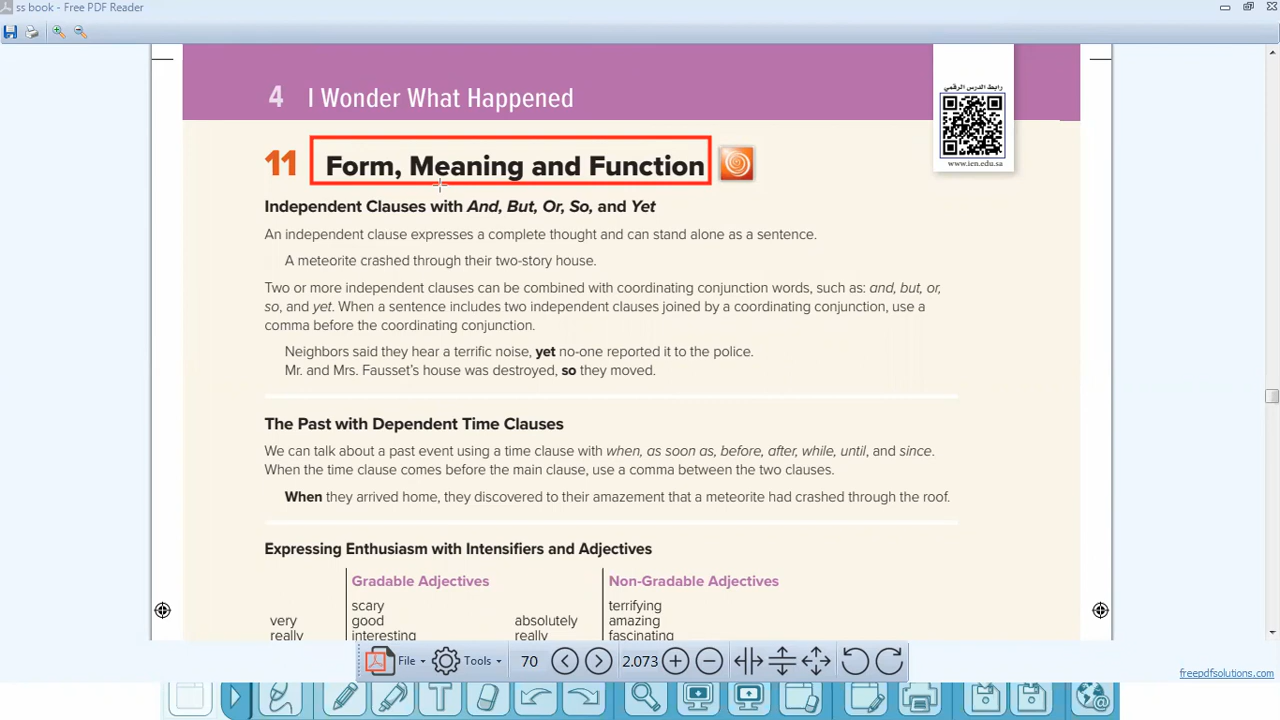 ss book - Free PDF Reader
4 I Wonder What Happened
رابط الدرس الرقمي
www.ien.edu.sa
11 Form, Meaning and Function
Independent Clauses with And, But, Or, So, and Yet
An independent clause expresses a complete thought and can stand alone as a sentence.
A meteorite crashed through their two-story house.
Two or more independent clauses can be combined with coordinating conjunction words, such as: and, but, or,
so, and yet. When a sentence includes two independent clauses joined by a coordinating conjunction, use a
comma before the coordinating conjunction.
Neighbors said they hear a terrific noise, yet no-one reported it to the police.
Mr. and Mrs. Fausset's house was destroyed, so they moved.
The Past with Dependent Time Clauses
We can talk about a past event using a time clause with when, as soon as, before, after, while, until, and since.
When the time clause comes before the main clause, use a comma between the two clauses.
When they arrived home, they discovered to their amazement that a meteorite had crashed through the roof.
Expressing Enthusiasm with Intensifiers and Adjectives
Gradable Adjectives Non-Gradable Adjectives
scary terrifying
very good absolutely amazing
really interesting really fascinating
File Tools 70 2.073
freepdfsolutions.com